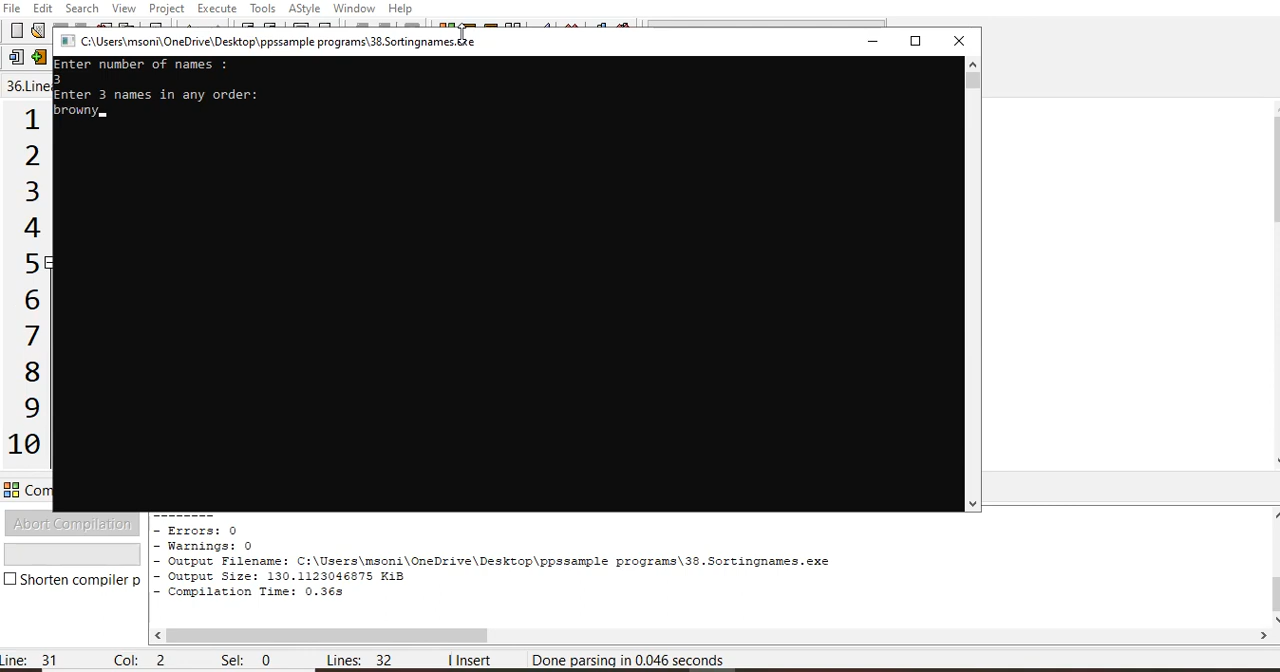 File Edit Search View Project Execute Tools AStyle Window Help
C:\Users\msoni\OneDrive\Desktop\ppssample programs\38.Sortingnames.exe
Enter number of names :
3
Enter 3 names in any order:
browny
36.Linea
1
2
3
4
5
6
7
8
9
10
Com
Abort Compilation
Shorten compiler p
--------
- Errors: 0
- Warnings: 0
- Output Filename: C:\Users\msoni\OneDrive\Desktop\ppssample programs\38.Sortingnames.exe
- Output Size: 130.1123046875 KiB
- Compilation Time: 0.36s
Line: 31 Col: 2 Sel: 0 Lines: 32 Insert Done parsing in 0.046 seconds